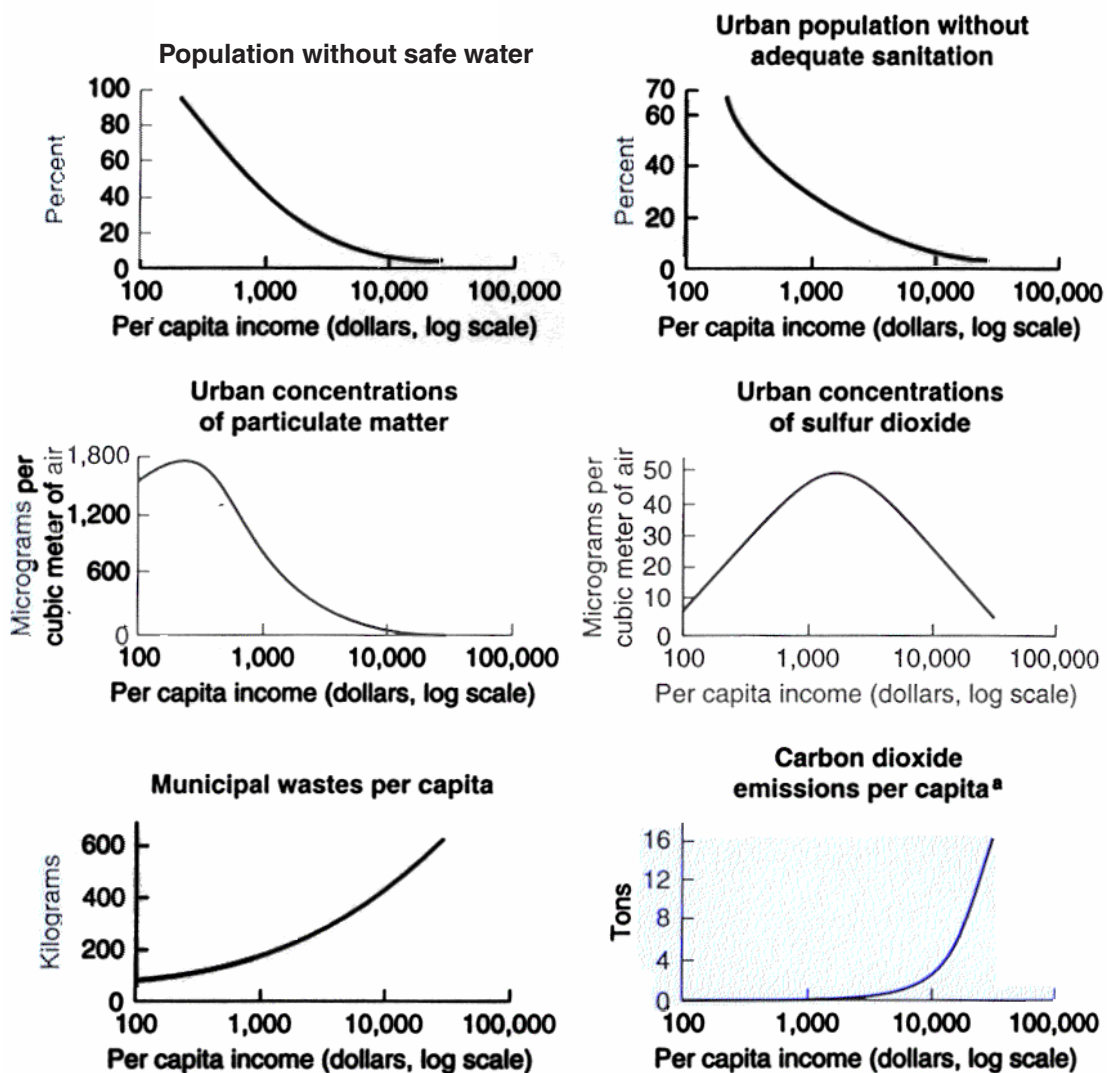 Population without safe water
Percent
100
80
60
40
20
0
100 1,000 10,000 100,000
Per capita income (dollars, log scale)
Urban population without
adequate sanitation
Percent
70
60
40
20
0
100 1,000 10,000 100,000
Per capita income (dollars, log scale)
Urban concentrations
of particulate matter
Micrograms per
cubic meter of air
1,800
1,200
600
0
100 1,000 10,000 100,000
Per capita income (dollars, log scale)
Urban concentrations
of sulfur dioxide
Micrograms per
cubic meter of air
50
40
30
20
10
0
100 1,000 10,000 100,000
Per capita income (dollars, log scale)
Municipal wastes per capita
Kilograms
600
400
200
0
100 1,000 10,000 100,000
Per capita income (dollars, log scale)
Carbon dioxide
emissions per capitaᵃ
Tons
16
12
8
4
0
100 1,000 10,000 100,000
Per capita income (dollars, log scale)